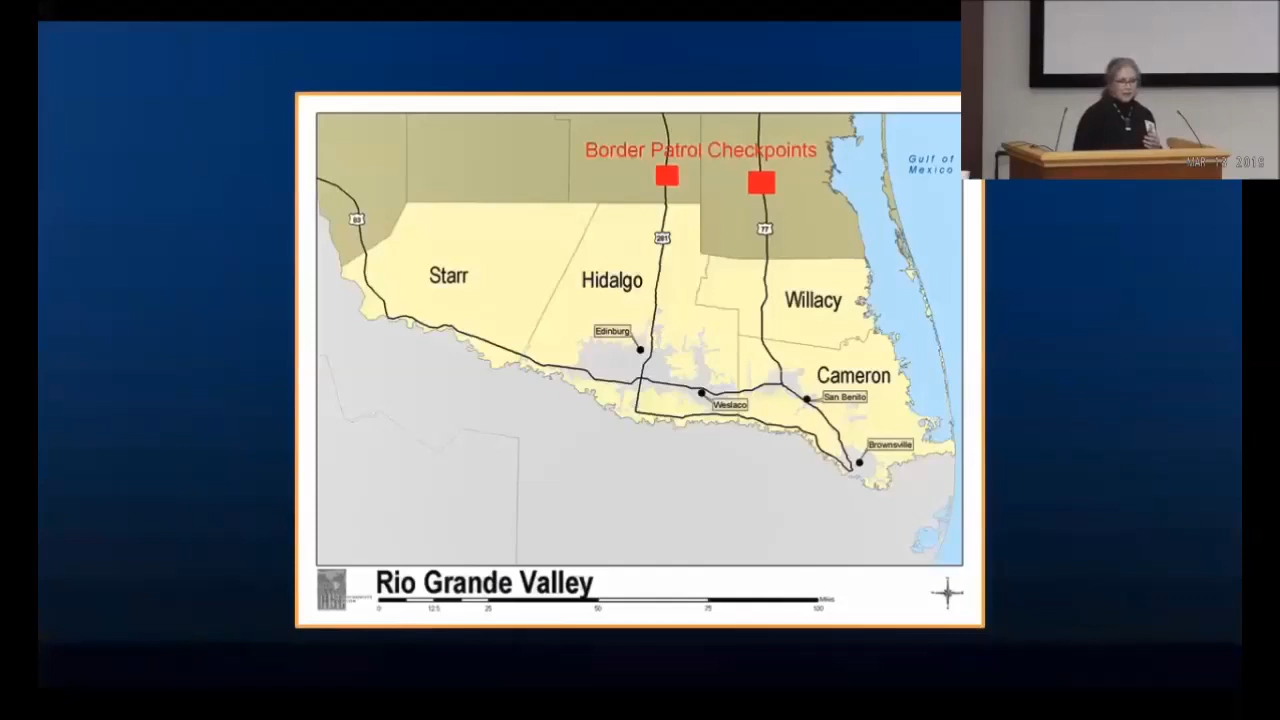 Border Patrol Checkpoints
Gulf of
Mexico
83
281
77
Starr
Hidalgo
Willacy
Edinburg
Cameron
Weslaco
San Benito
Brownsville
Rio Grande Valley
Miles
0 12.5 25 50 75 100